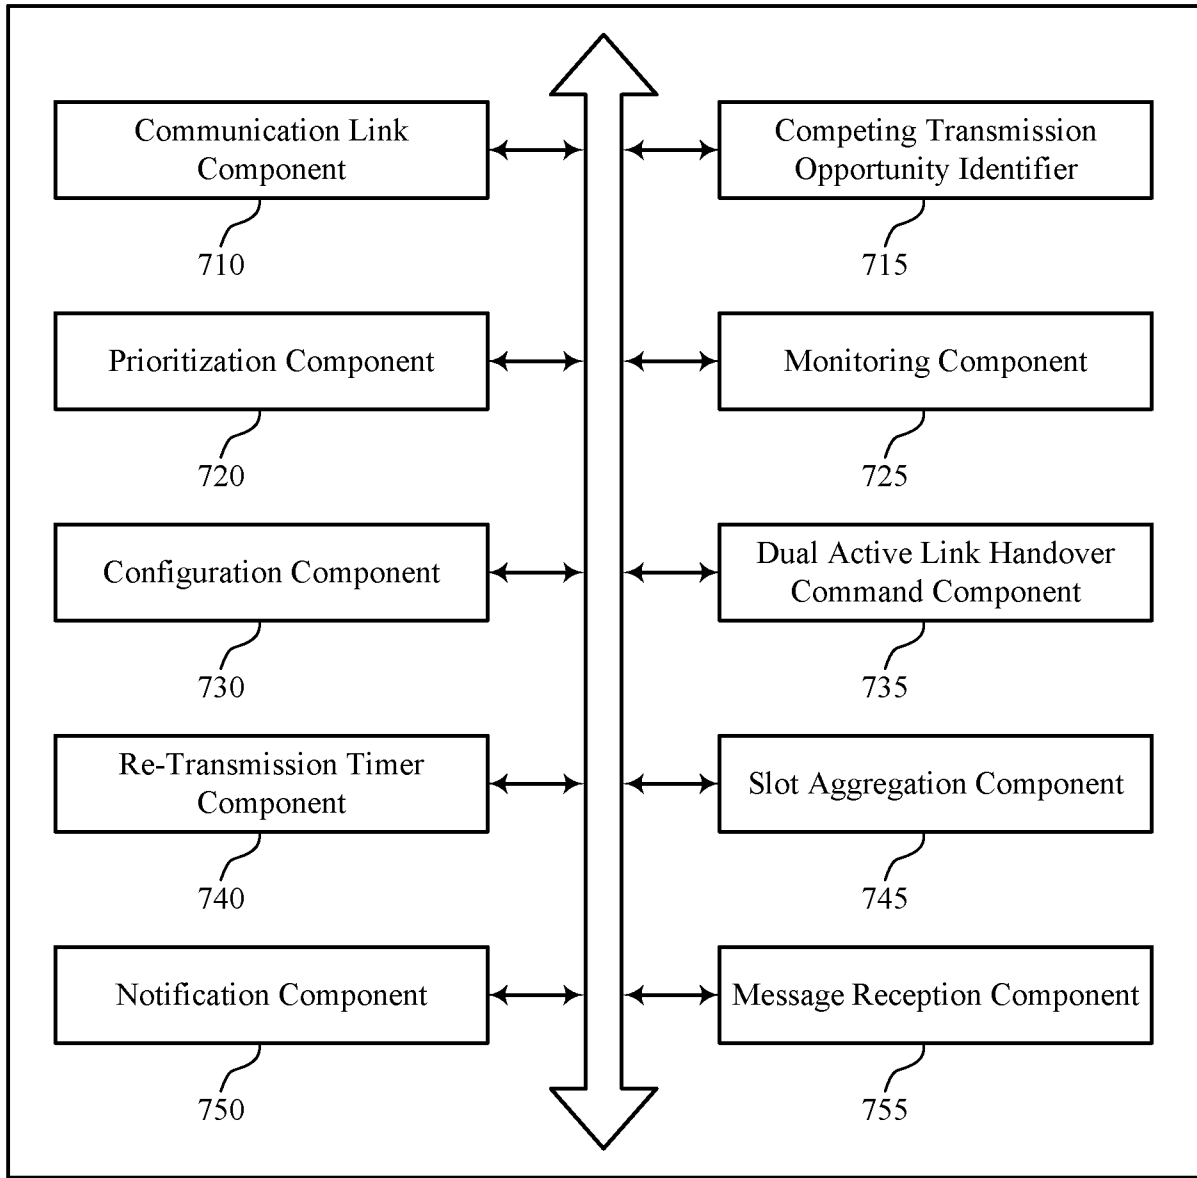 Communication Link
Component
710
Competing Transmission
Opportunity Identifier
715
Prioritization Component
720
Monitoring Component
725
Configuration Component
730
Dual Active Link Handover
Command Component
735
Re-Transmission Timer
Component
740
Slot Aggregation Component
745
Notification Component
750
Message Reception Component
755